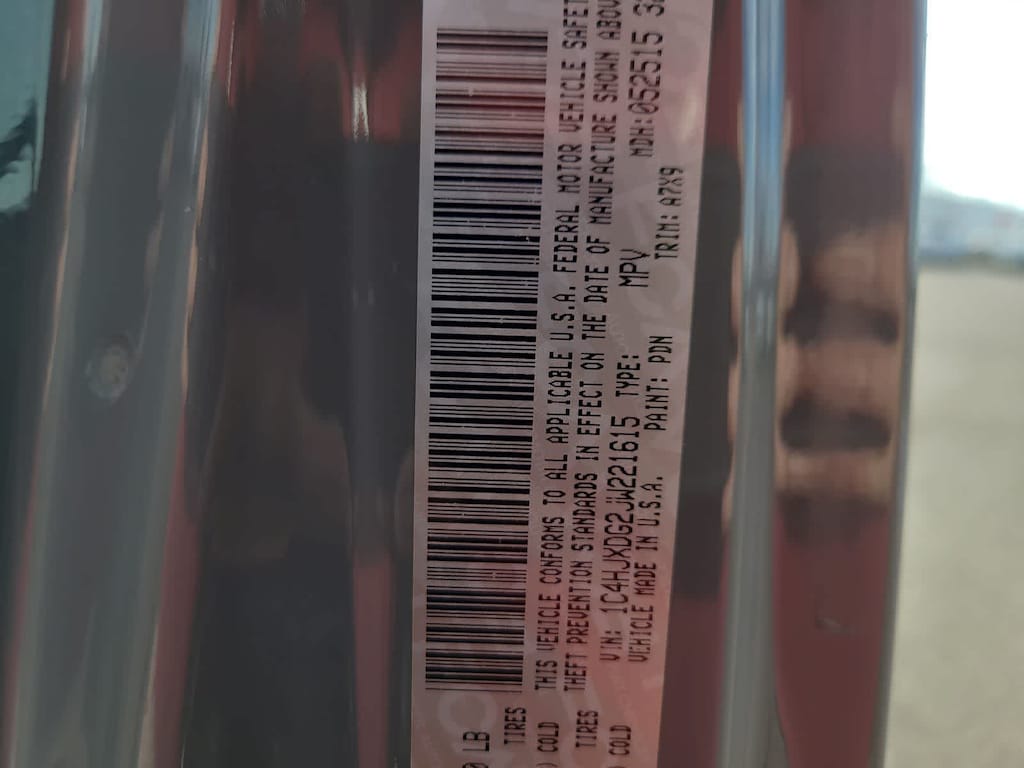 THIS VEHICLE CONFORMS TO ALL APPLICABLE U.S.A. FEDERAL MOTOR VEHICLE SAFET
THEFT PREVENTION STANDARDS IN EFFECT ON THE DATE OF MANUFACTURE SHOWN ABOV
VIN: 1C4HJXDG2JW221615 TYPE: MPV MDH: 052515
VEHICLE MADE IN U.S.A. PAINT: PDN TRIM: A7X9
LB
TIRES
) COLD
TIRES
) COLD